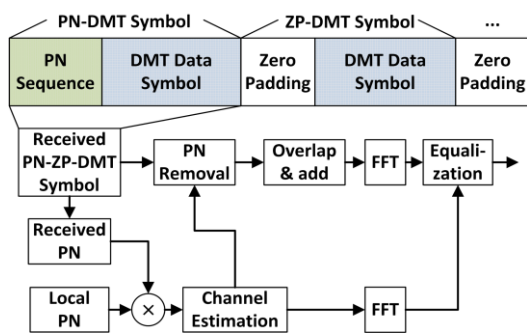 PN-DMT Symbol
ZP-DMT Symbol
...
PN
Sequence
DMT Data
Symbol
Zero
Padding
DMT Data
Symbol
Zero
Padding
Received
PN-ZP-DMT
Symbol
PN
Removal
Overlap
& add
FFT
Equali-
zation
Received
PN
Local
PN
×
Channel
Estimation
FFT